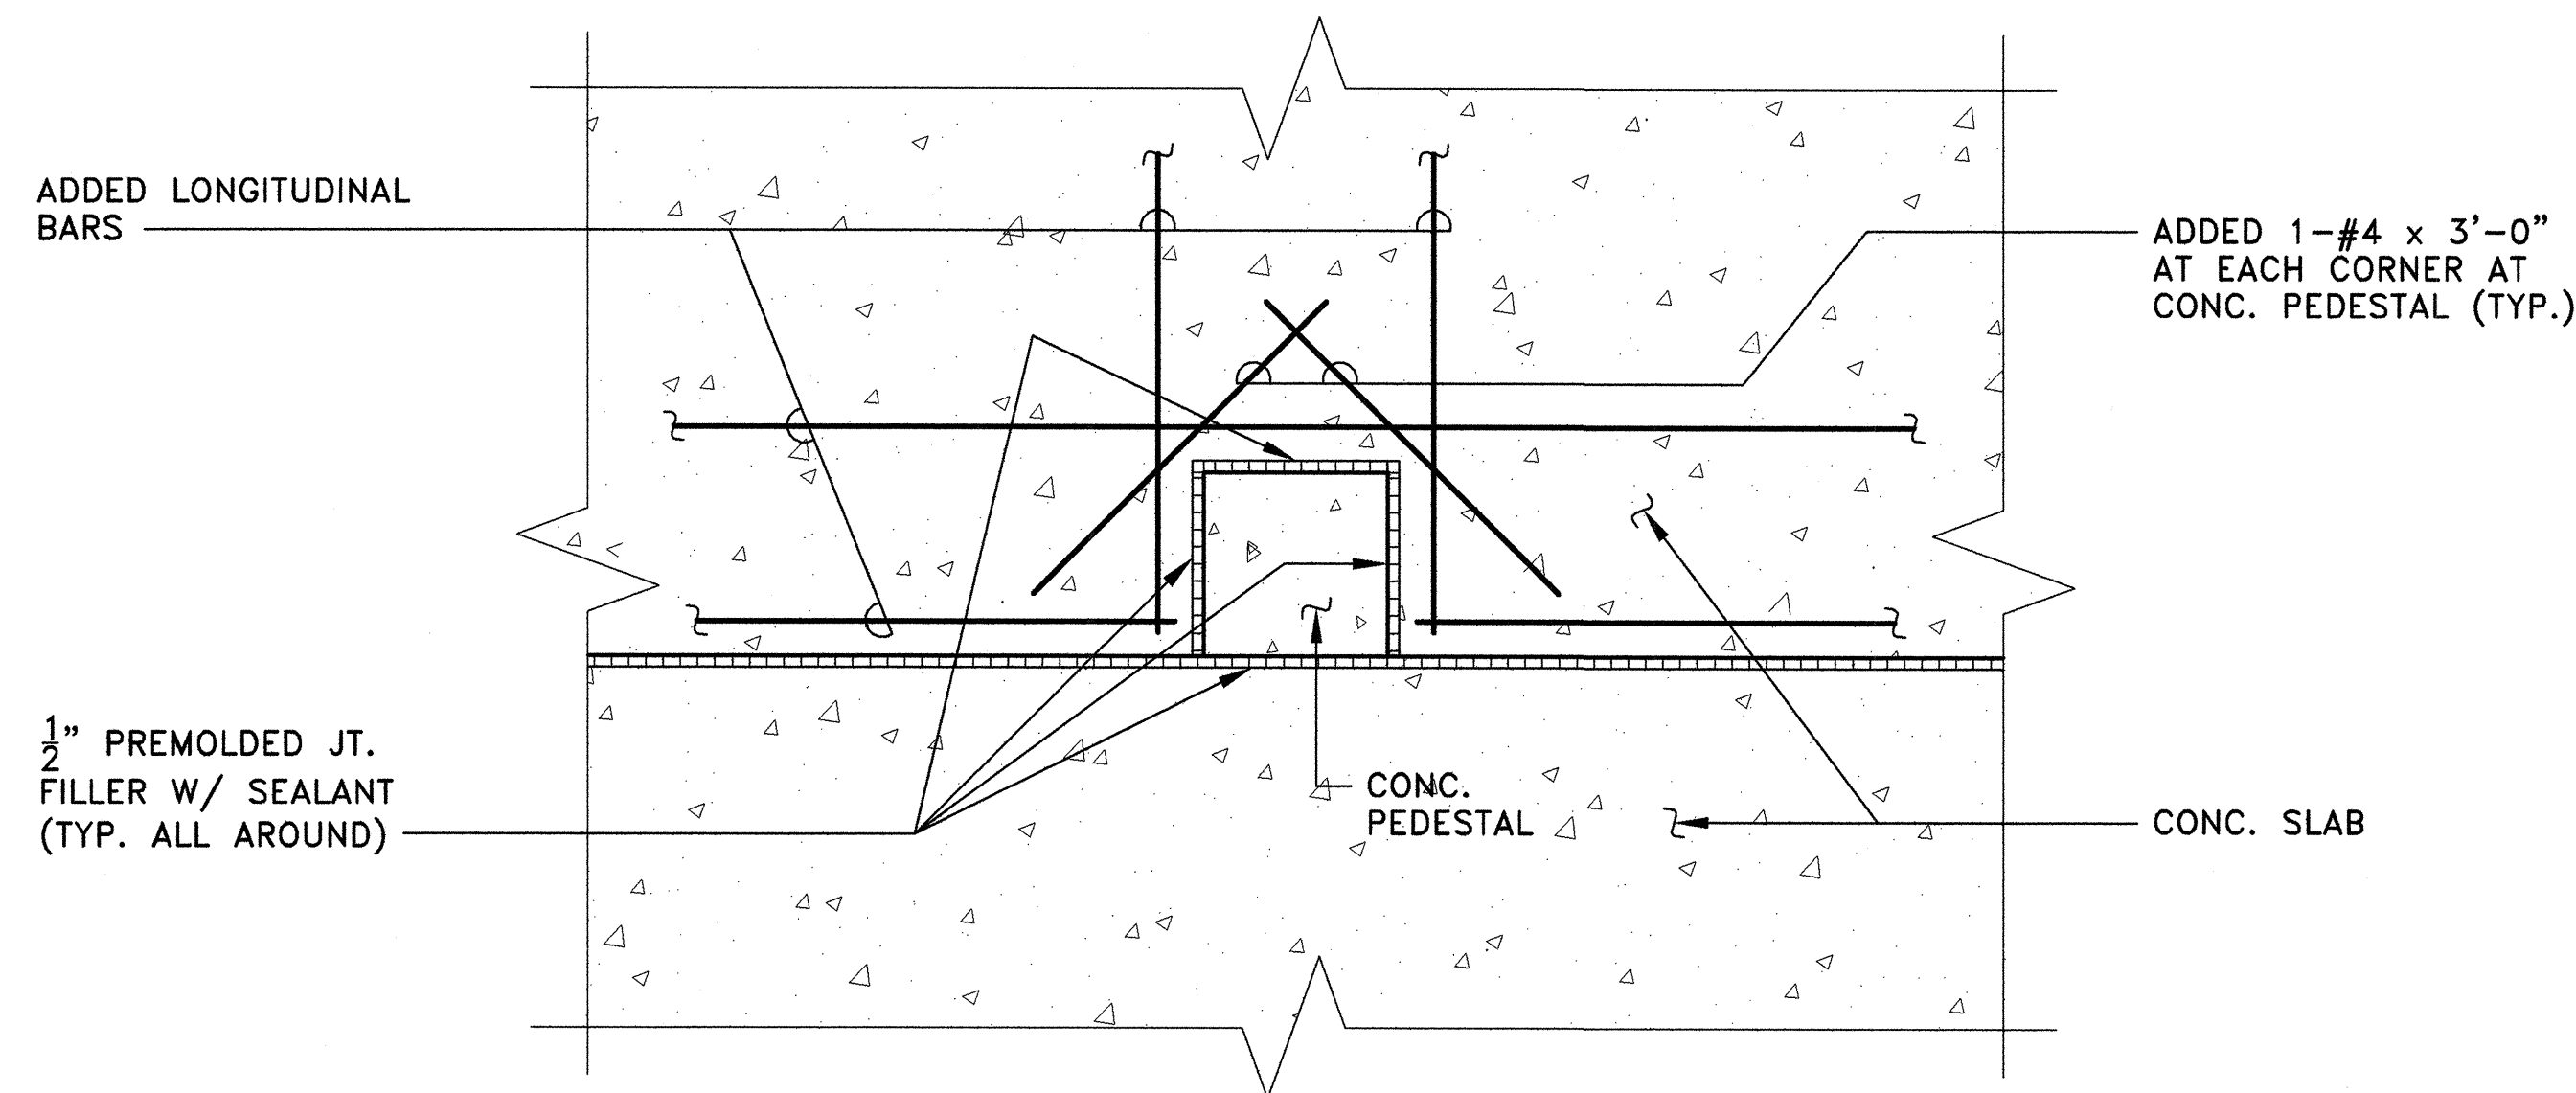 ADDED LONGITUDINAL
BARS
ADDED 1-#4 x 3'-0"
AT EACH CORNER AT
CONC. PEDESTAL (TYP.)
½" PREMOLDED JT.
FILLER W/ SEALANT
(TYP. ALL AROUND)
CONC.
PEDESTAL
CONC. SLAB